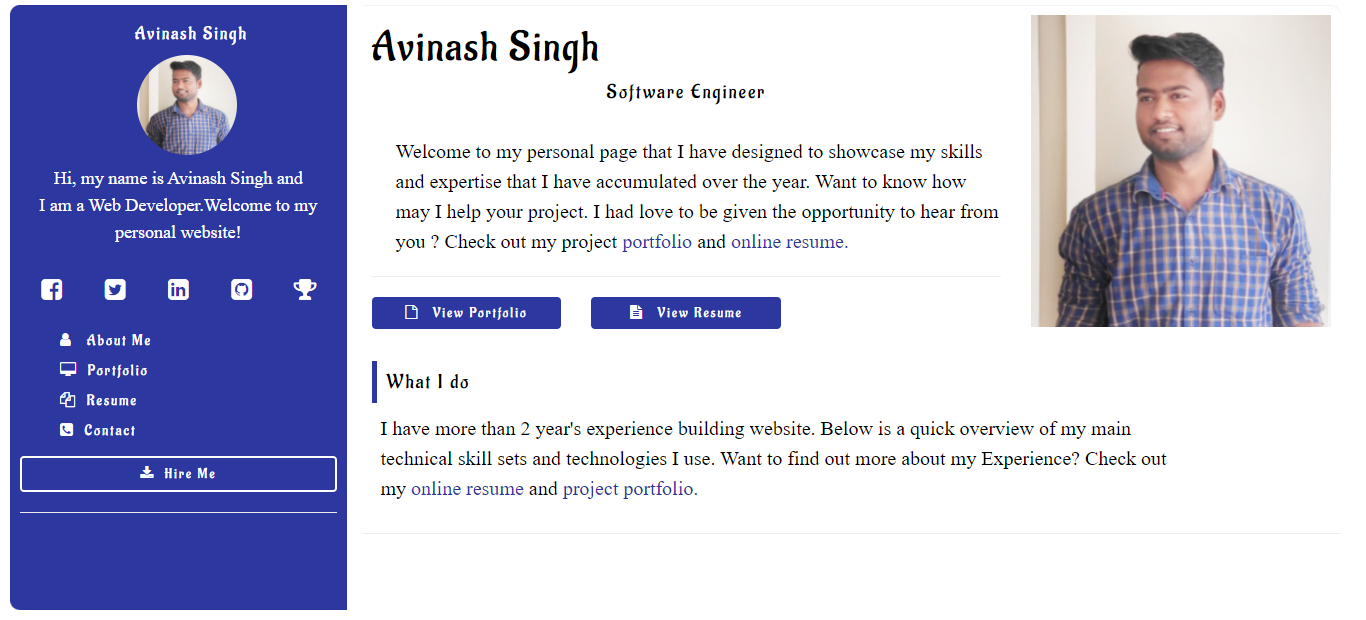 Avinash Singh
Hi, my name is Avinash Singh and
I am a Web Developer.Welcome to my
personal website!
About Me
Portfolio
Resume
Contact
Hire Me
Avinash Singh
Software Engineer
Welcome to my personal page that I have designed to showcase my skills
and expertise that I have accumulated over the year. Want to know how
may I help your project. I had love to be given the opportunity to hear from
you ? Check out my project portfolio and online resume.
View Portfolio
View Resume
What I do
I have more than 2 year's experience building website. Below is a quick overview of my main
technical skill sets and technologies I use. Want to find out more about my Experience? Check out
my online resume and project portfolio.